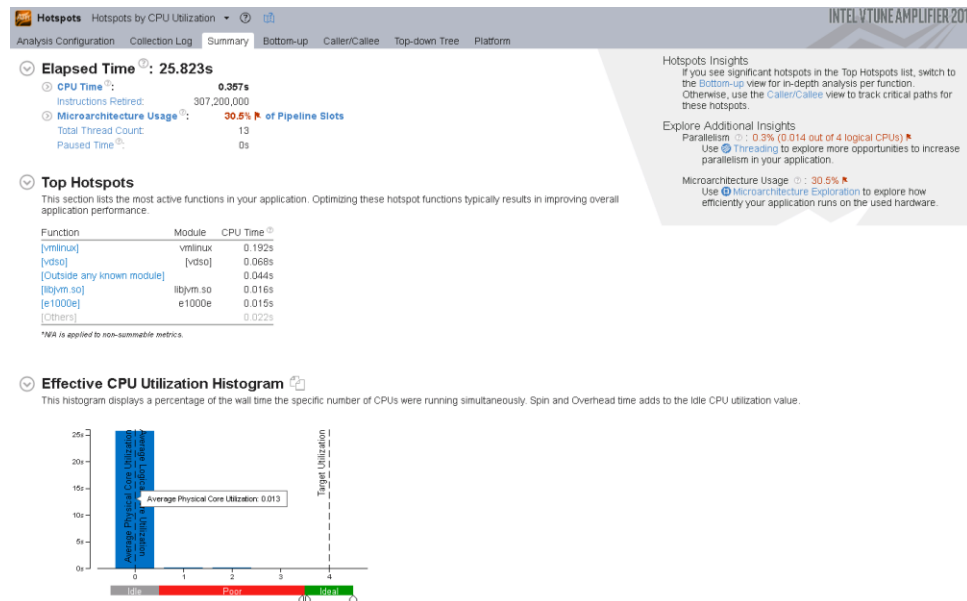 Hotspots Hotspots by CPU Utilization
INTEL VTUNE AMPLIFIER 201
Analysis Configuration Collection Log Summary Bottom-up Caller/Callee Top-down Tree Platform
Elapsed Time: 25.823s
CPU Time: 0.357s
Instructions Retired: 307,200,000
Microarchitecture Usage: 30.5% of Pipeline Slots
Total Thread Count: 13
Paused Time: 0s
Hotspots Insights
If you see significant hotspots in the Top Hotspots list, switch to
the Bottom-up view for in-depth analysis per function.
Otherwise, use the Caller/Callee view to track critical paths for
these hotspots.
Explore Additional Insights
Parallelism : 0.3% (0.014 out of 4 logical CPUs)
Use Threading to explore more opportunities to increase
parallelism in your application.
Microarchitecture Usage : 30.5%
Use Microarchitecture Exploration to explore how
efficiently your application runs on the used hardware.
Top Hotspots
This section lists the most active functions in your application. Optimizing these hotspot functions typically results in improving overall
application performance.
Function Module CPU Time
[vmlinux] vmlinux 0.192s
[vdso] [vdso] 0.068s
[Outside any known module] 0.044s
[libjvm.so] libjvm.so 0.016s
[e1000e] e1000e 0.015s
[Others] 0.022s
*N/A is applied to non-summable metrics.
Effective CPU Utilization Histogram
This histogram displays a percentage of the wall time the specific number of CPUs were running simultaneously. Spin and Overhead time adds to the Idle CPU utilization value.
25s
20s
15s
10s
5s
0s
Average Physical Core Utilization
Average Logical Core Utilization
Average Physical Core Utilization: 0.013
Target Utilization
0 1 2 3 4
Idle Poor Ideal